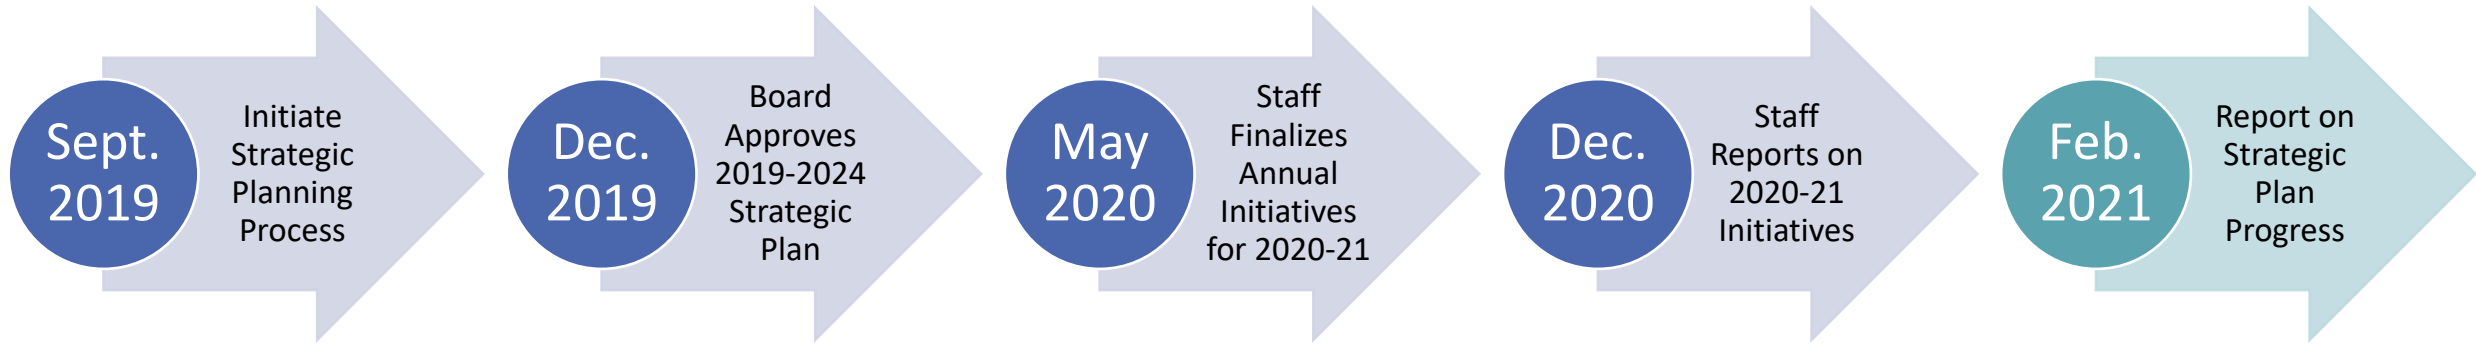 Sept.
2019
Initiate
Strategic
Planning
Process
Dec.
2019
Board
Approves
2019-2024
Strategic
Plan
May
2020
Staff
Finalizes
Annual
Initiatives
for 2020-21
Dec.
2020
Staff
Reports on
2020-21
Initiatives
Feb.
2021
Report on
Strategic
Plan
Progress